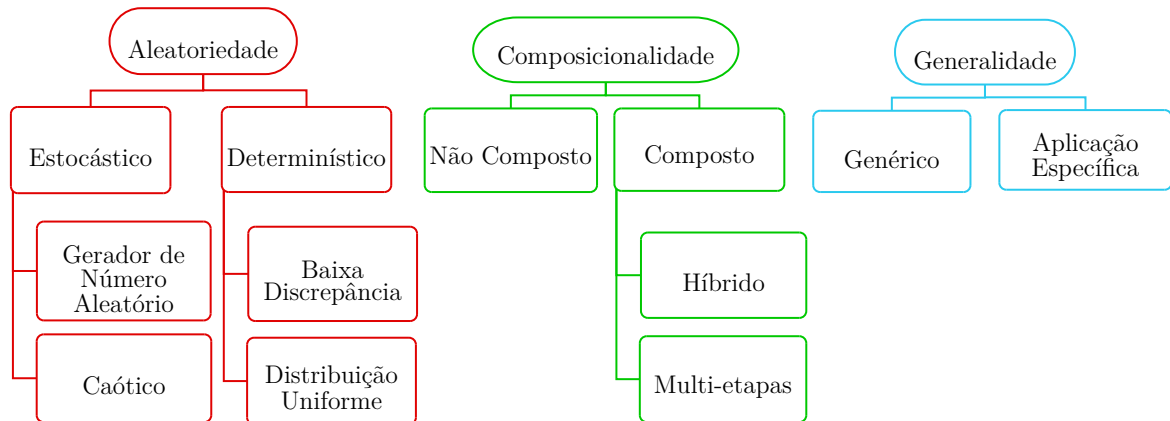 Aleatoriedade
Estocástico
Determinístico
Gerador de
Número
Aleatório
Baixa
Discrepância
Caótico
Distribuição
Uniforme
Composicionalidade
Não Composto
Composto
Híbrido
Multi-etapas
Generalidade
Genérico
Aplicação
Específica